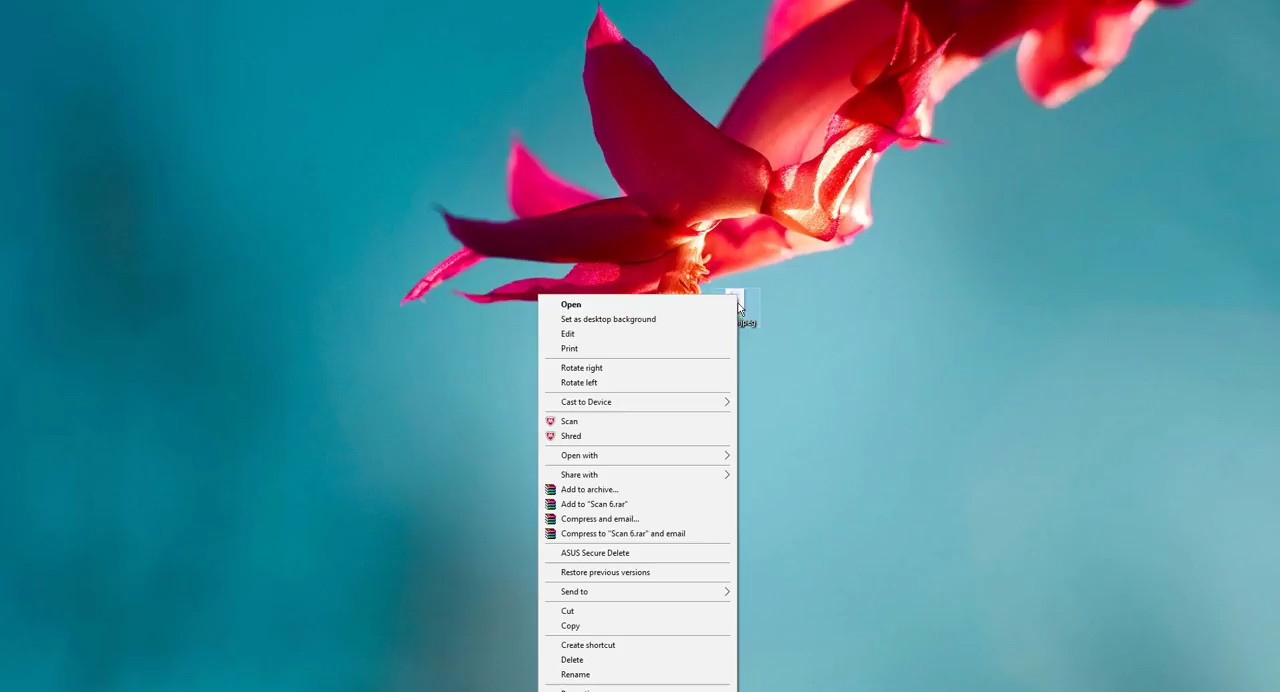 Open
Set as desktop background
Edit
Print
Rotate right
Rotate left
Cast to Device
Scan
Shred
Open with
Share with
Add to archive...
Add to "Scan 6.rar"
Compress and email...
Compress to "Scan 6.rar" and email
ASUS Secure Delete
Restore previous versions
Send to
Cut
Copy
Create shortcut
Delete
Rename